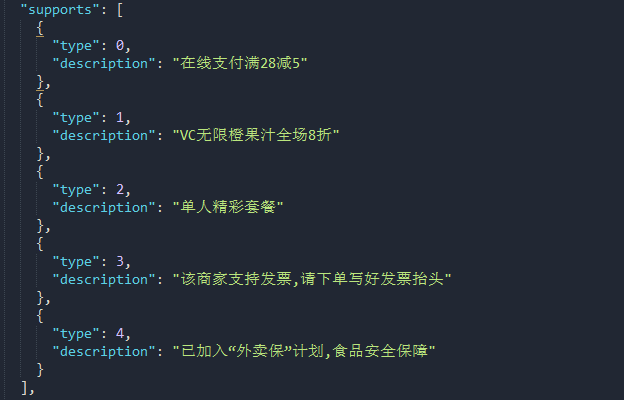 "supports": [
{
"type": 0,
"description": "在线支付满28减5"
},
{
"type": 1,
"description": "VC无限橙果汁全场8折"
},
{
"type": 2,
"description": "单人精彩套餐"
},
{
"type": 3,
"description": "该商家支持发票,请下单写好发票抬头"
},
{
"type": 4,
"description": "已加入“外卖保”计划,食品安全保障"
}
],